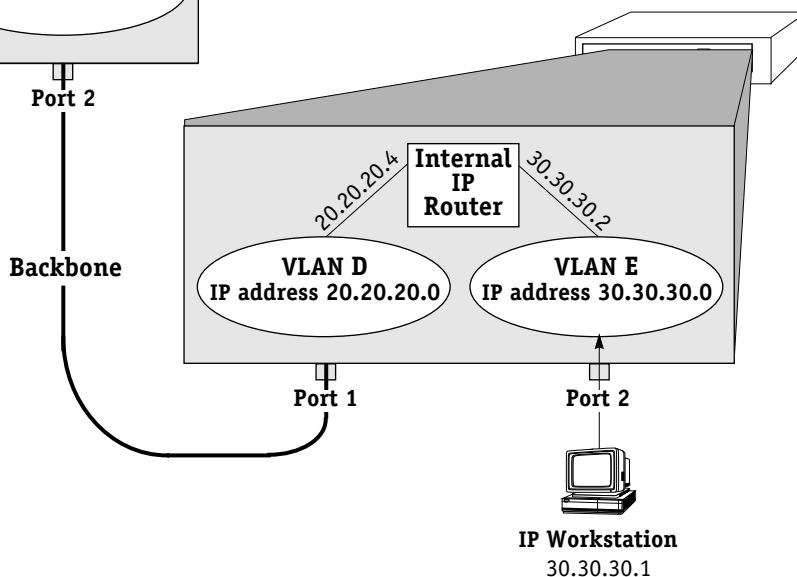 Port 2
Internal
IP
Router
20.20.20.4
30.30.30.2
Backbone
VLAN D
IP address 20.20.20.0
VLAN E
IP address 30.30.30.0
Port 1
Port 2
IP Workstation
30.30.30.1